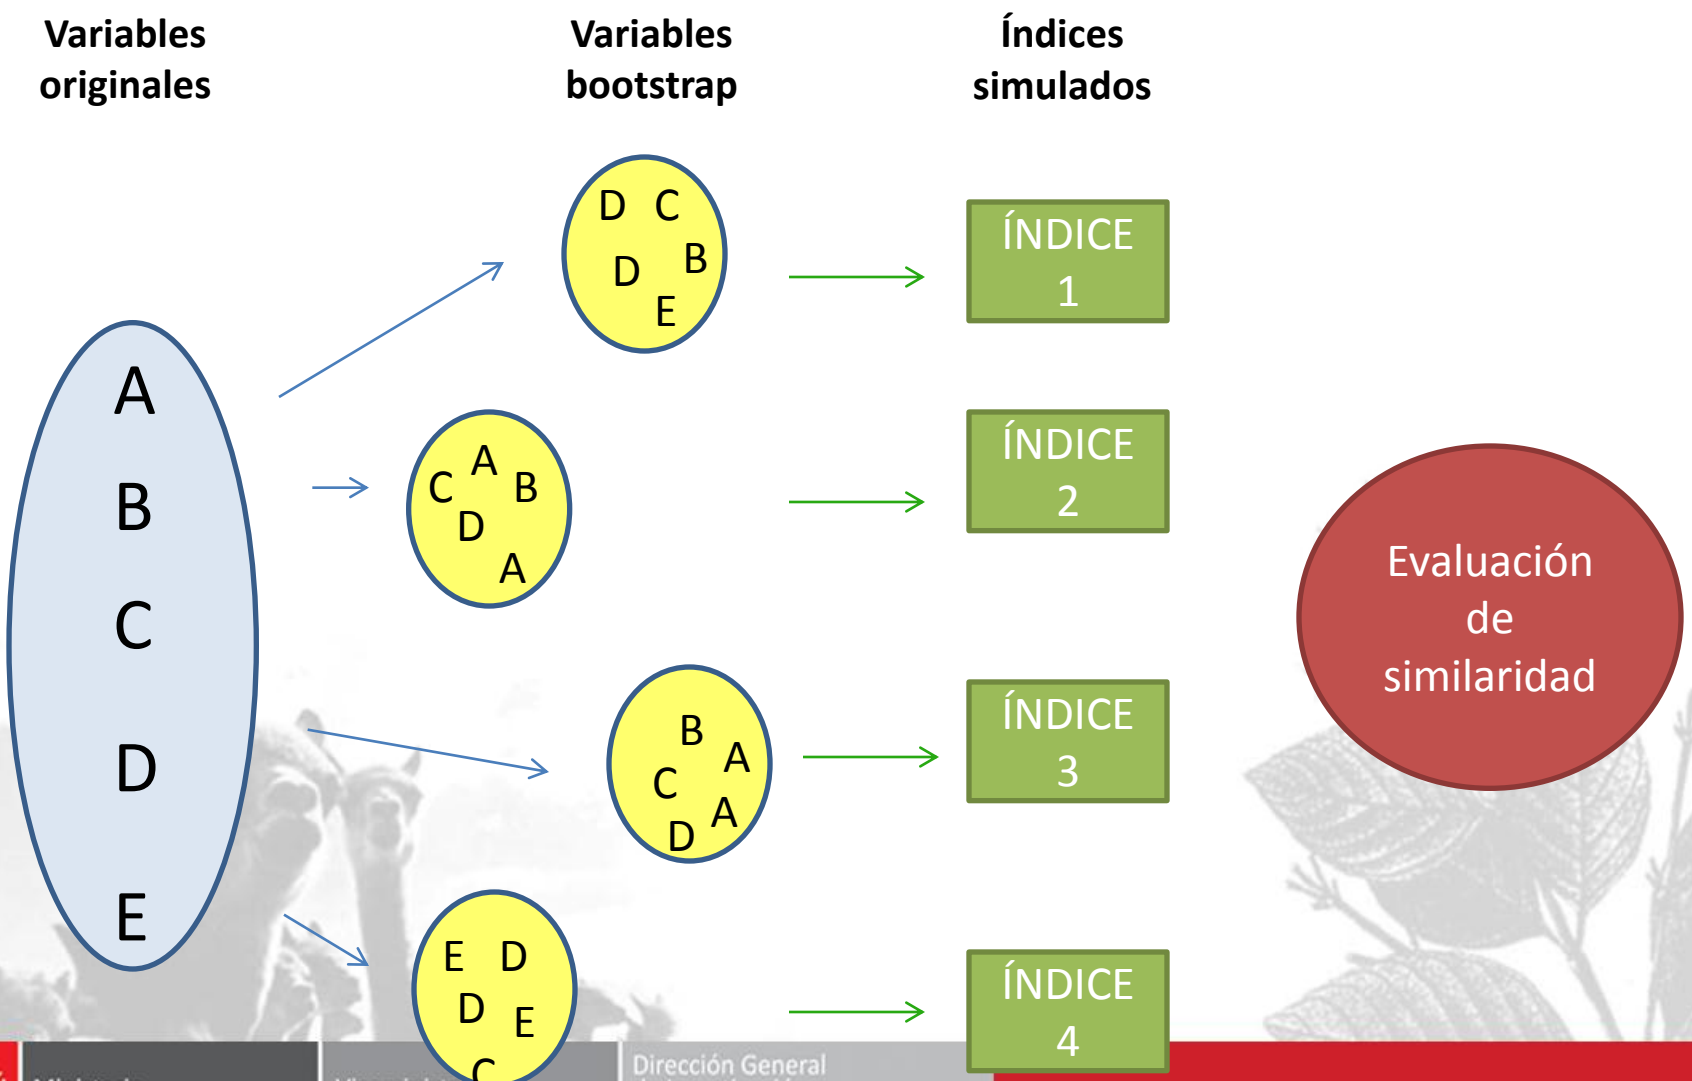 Variables
originales
Variables
bootstrap
Índices
simulados
A
B
C
D
E
D C
D B
E
A
C B
D
A
B
A
C
A
D
E D
D E
C
ÍNDICE
1
ÍNDICE
2
ÍNDICE
3
ÍNDICE
4
Evaluación
de
similaridad
Dirección General